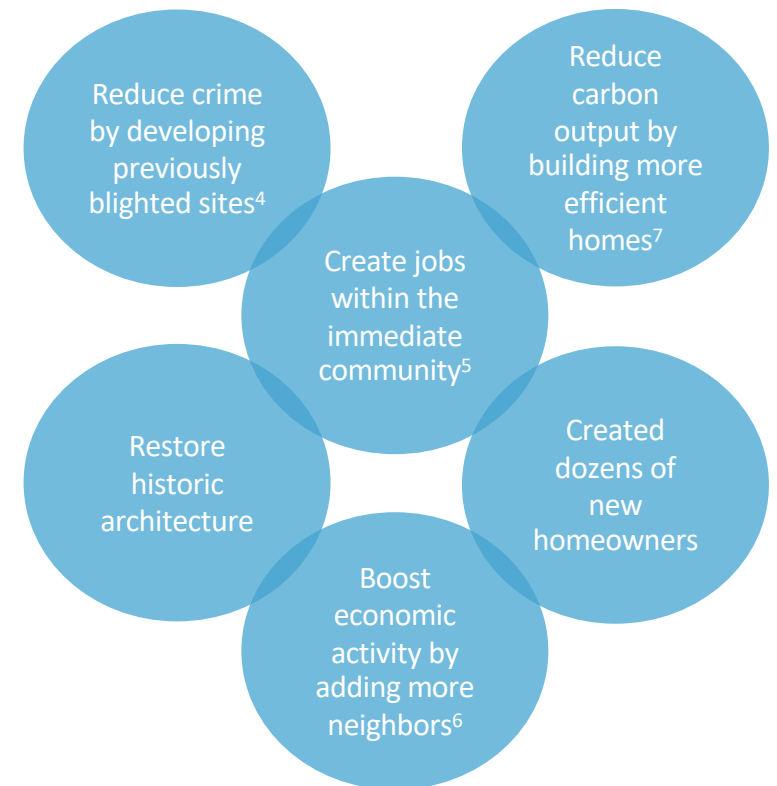 Reduce crime
by developing
previously
blighted sites⁴
Reduce
carbon
output by
building more
efficient
homes⁷
Create jobs
within the
immediate
community⁵
Restore
historic
architecture
Created
dozens of
new
homeowners
Boost
economic
activity by
adding more
neighbors⁶